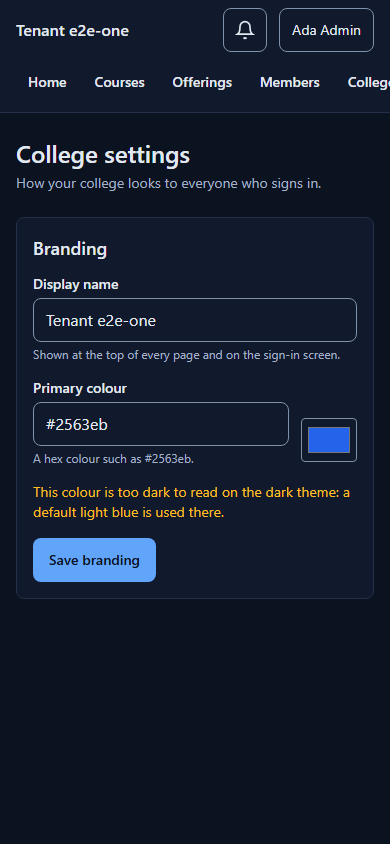 Tenant e2e-one
Ada Admin
Home Courses Offerings Members College
College settings
How your college looks to everyone who signs in.
Branding
Display name
Tenant e2e-one
Shown at the top of every page and on the sign-in screen.
Primary colour
#2563eb
A hex colour such as #2563eb.
This colour is too dark to read on the dark theme: a
default light blue is used there.
Save branding